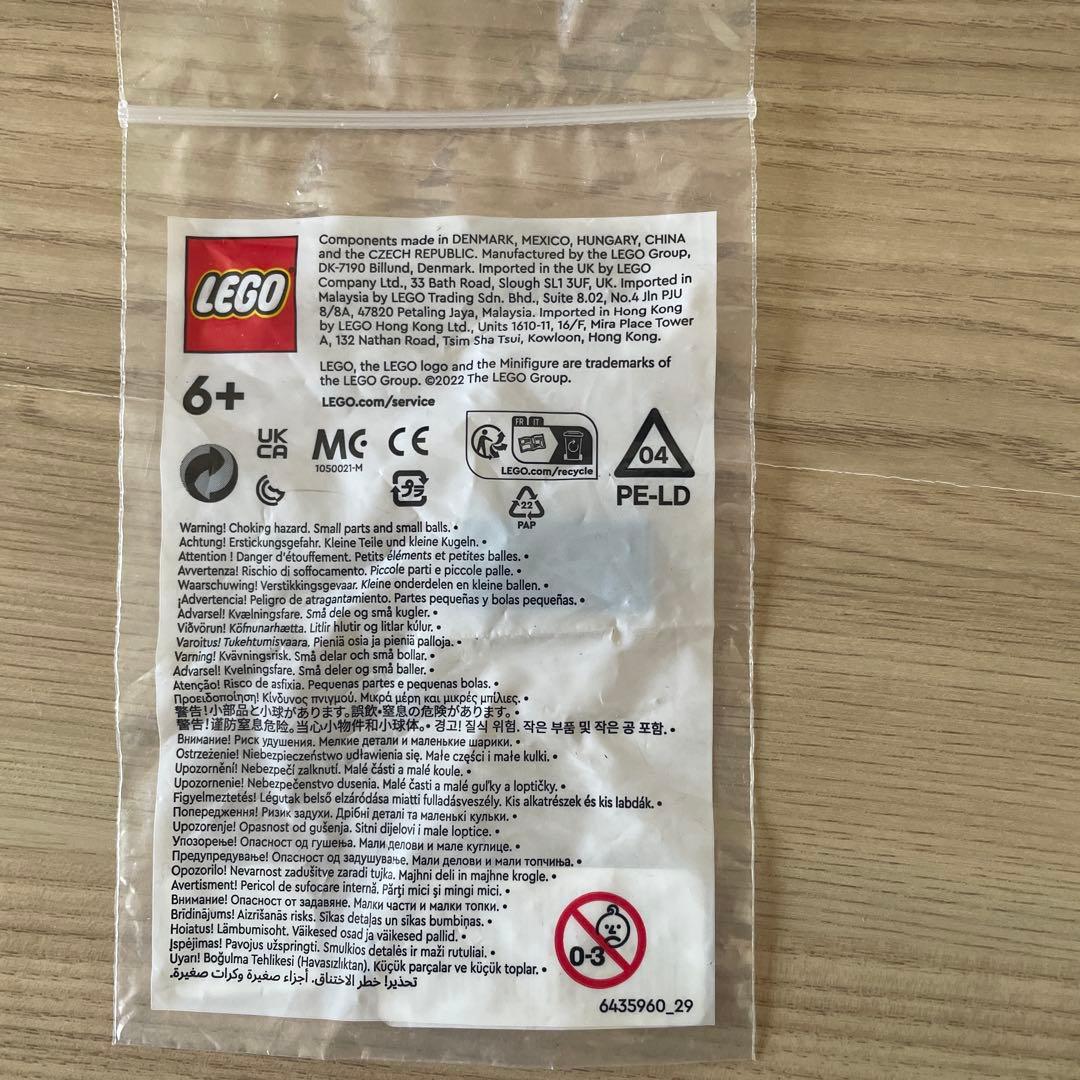 LEGO
Components made in DENMARK, MEXICO, HUNGARY, CHINA
and the CZECH REPUBLIC. Manufactured by the LEGO Group,
DK-7190 Billund, Denmark. Imported in the UK by LEGO
Company Ltd., 33 Bath Road, Slough SL1 3UF, UK. Imported in
Malaysia by LEGO Trading Sdn. Bhd., Suite 8.02, No.4 Jln PJU
8/8A, 47820 Petaling Jaya, Malaysia. Imported in Hong Kong
by LEGO Hong Kong Ltd., Units 1610-11, 16/F, Mira Place Tower
A, 132 Nathan Road, Tsim Sha Tsui, Kowloon, Hong Kong.
LEGO, the LEGO logo and the Minifigure are trademarks of
the LEGO Group. ©2022 The LEGO Group.
6+
LEGO.com/service
UK
CA
MC
1050021-M
CE
FR IT
LEGO.com/recycle
04
PE-LD
プラ
22
PAP
Warning! Choking hazard. Small parts and small balls. •
Achtung! Erstickungsgefahr. Kleine Teile und kleine Kugeln. •
Attention ! Danger d'étouffement. Petits éléments et petites balles. •
Avvertenza! Rischio di soffocamento. Piccole parti e piccole palle. •
Waarschuwing! Verstikkingsgevaar. Kleine onderdelen en kleine ballen. •
¡Advertencia! Peligro de atragantamiento. Partes pequeñas y bolas pequeñas. •
Advarsel! Kvælningsfare. Små dele og små kugler. •
Viðvörun! Köfnunarhætta. Litlir hlutir og litlar kúlur. •
Varoitus! Tukehtumisvaara. Pieniä osia ja pieniä palloja. •
Varning! Kvävningsrisk. Små delar och små bollar. •
Advarsel! Kvelningsfare. Små deler og små baller. •
Atenção! Risco de asfixia. Pequenas partes e pequenas bolas. •
Προειδοποίηση! Κίνδυνος πνιγμού. Μικρά μέρη και μικρές μπίλιες. •
警告!小部品と小球があります。誤飲・窒息の危険があります。 •
警告!谨防窒息危险。当心小物件和小球体。 • 경고! 질식 위험. 작은 부품 및 작은 공 포함. •
Внимание! Риск удушения. Мелкие детали и маленькие шарики. •
Ostrzeżenie! Niebezpieczeństwo udławienia się. Małe części i małe kulki. •
Upozornění! Nebezpečí zalknutí. Malé části a malé koule. •
Upozornenie! Nebezpečenstvo dusenia. Malé časti a malé guľky a loptičky. •
Figyelmeztetés! Légutak belső elzáródása miatti fulladásveszély. Kis alkatrészek és kis labdák. •
Попередження! Ризик задухи. Дрібні деталі та маленькі кульки. •
Upozorenje! Opasnost od gušenja. Sitni dijelovi i male loptice. •
Упозорење! Опасност од гушења. Мали делови и мале куглице. •
Предупредување! Опасност од задушување. Мали делови и мали топчиња. •
Opozorilo! Nevarnost zadušitve zaradi tujka. Majhni deli in majhne krogle. •
Avertisment! Pericol de sufocare internă. Părți mici și mingi mici. •
Внимание! Опасност от задавяне. Малки части и малки топки. •
Brīdinājums! Aizrīšanās risks. Sīkas detaļas un sīkas bumbiņas. •
Hoiatus! Lämbumisoht. Väikesed osad ja väikesed pallid. •
Įspėjimas! Pavojus užspringti. Smulkios detalės ir maži rutuliai. •
Uyarı! Boğulma Tehlikesi (Havasızlıktan). Küçük parçalar ve küçük toplar. •
تحذير! خطر الاختناق. أجزاء صغيرة وكرات صغيرة.
0-3
6435960_29